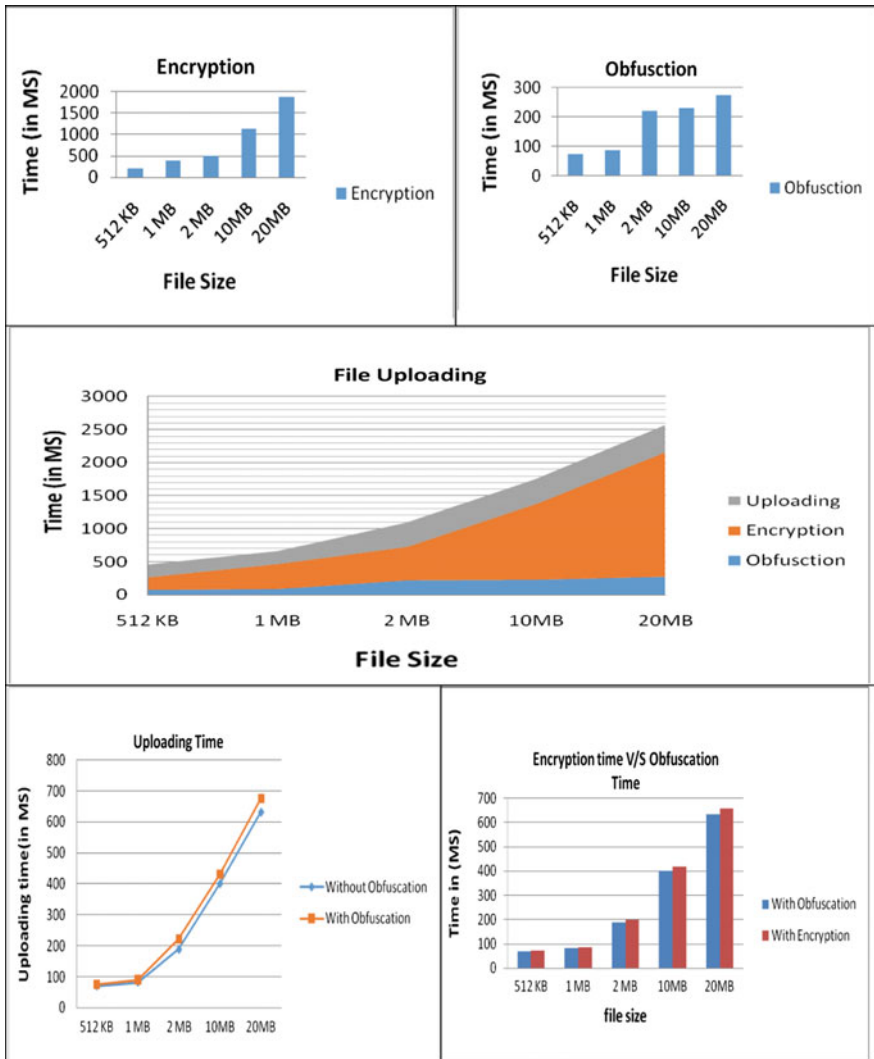 Encryption
Time (in MS)
2000
1500
1000
500
0
512 KB
1 MB
2 MB
10MB
20MB
File Size
Encryption
Obfusction
Time (in MS)
300
200
100
0
512 KB
1 MB
2 MB
10MB
20MB
File Size
Obfusction
File Uploading
Time (in MS)
3000
2500
2000
1500
1000
500
0
512 KB
1 MB
2 MB
10MB
20MB
File Size
Uploading
Encryption
Obfusction
Uploading Time
Uploading time(in MS)
800
700
600
500
400
300
200
100
0
512 KB
1 MB
2 MB
10MB
20MB
Without Obfuscation
With Obfuscation
Encryption time V/S Obfuscation
Time
Time in (MS)
700
600
500
400
300
200
100
0
512 KB
1 MB
2 MB
10MB
20MB
file size
With Obfuscation
With Encryption